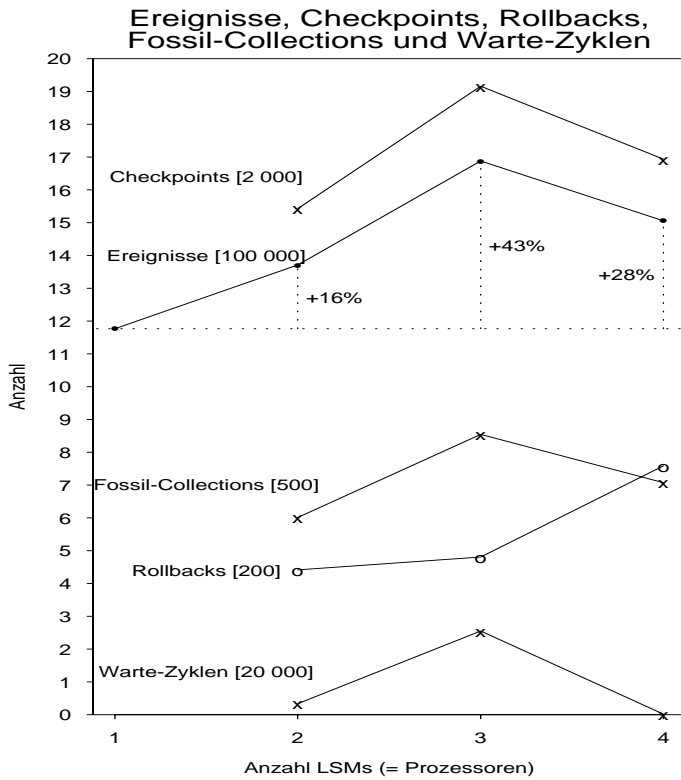 Ereignisse, Checkpoints, Rollbacks,
Fossil-Collections und Warte-Zyklen
20
19
18
17
16
15
14
13
12
11
10
9
8
7
6
5
4
3
2
1
0
Anzahl
Checkpoints [2 000]
Ereignisse [100 000]
+16%
+43%
+28%
Fossil-Collections [500]
Rollbacks [200]
Warte-Zyklen [20 000]
1 2 3 4
Anzahl LSMs (= Prozessoren)